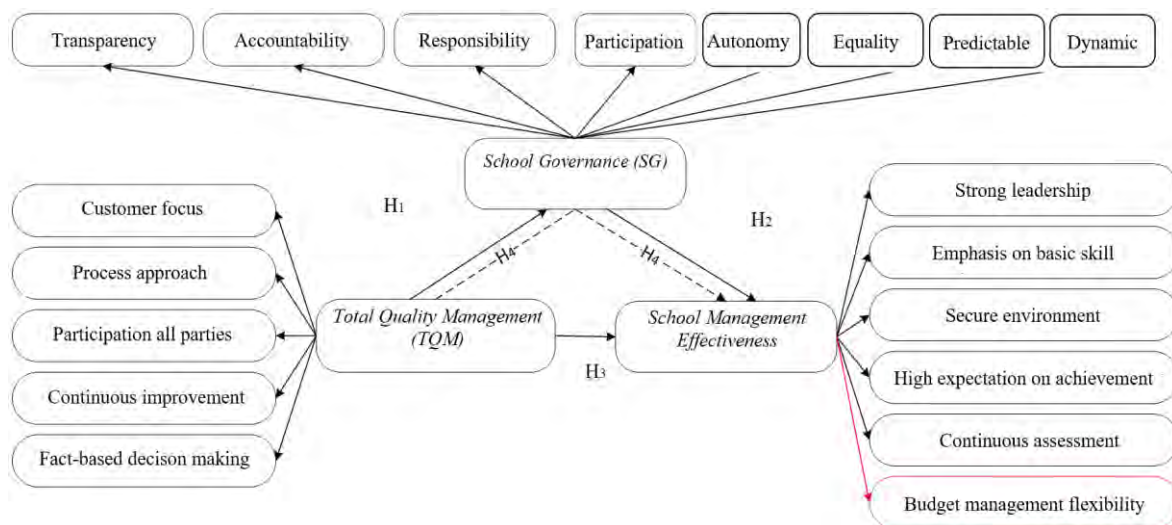 Transparency
Accountability
Responsibility
Participation
Autonomy
Equality
Predictable
Dynamic
School Governance (SG)
Customer focus
Process approach
Participation all parties
Continuous improvement
Fact-based decison making
H1
H2
H4
H4
Total Quality Management
(TQM)
School Management
Effectiveness
H3
Strong leadership
Emphasis on basic skill
Secure environment
High expectation on achievement
Continuous assessment
Budget management flexibility